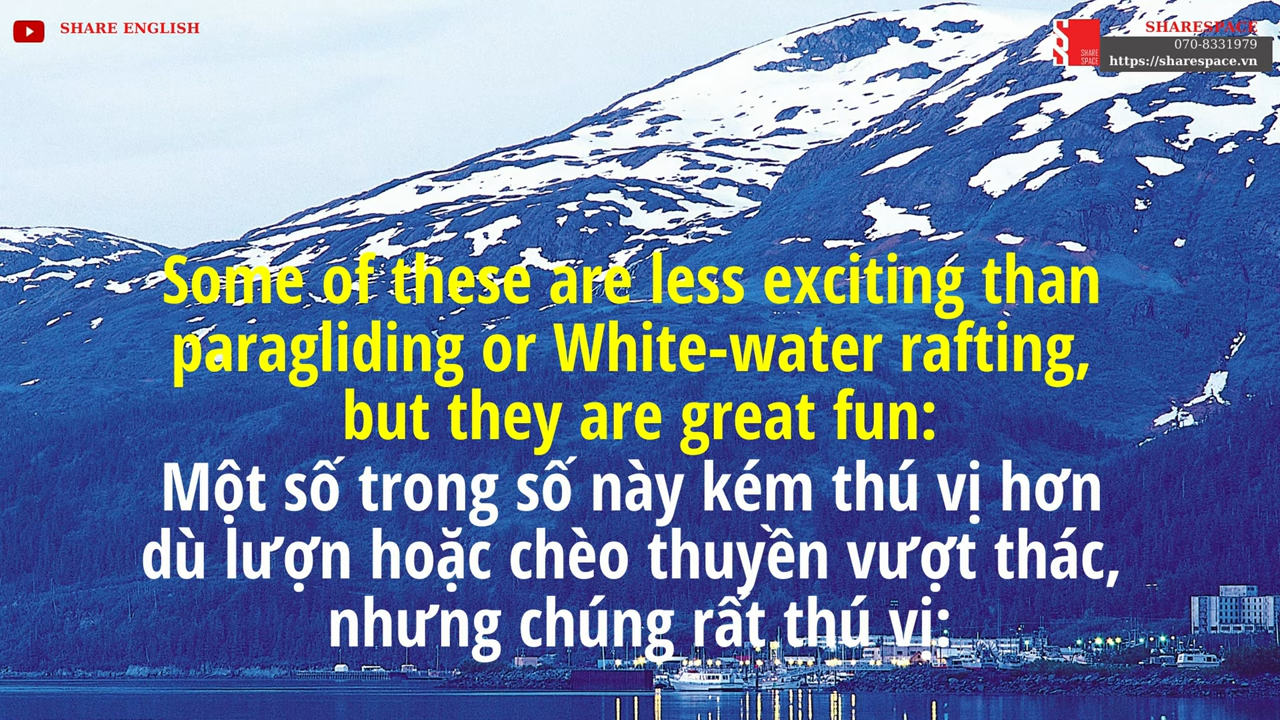 SHARE ENGLISH
SHARESPACE
070-8331979
SHARE
SPACE
https://sharespace.vn
Some of these are less exciting than
paragliding or White-water rafting,
but they are great fun:
Một số trong số này kém thú vị hơn
dù lượn hoặc chèo thuyền vượt thác,
nhưng chúng rất thú vị: